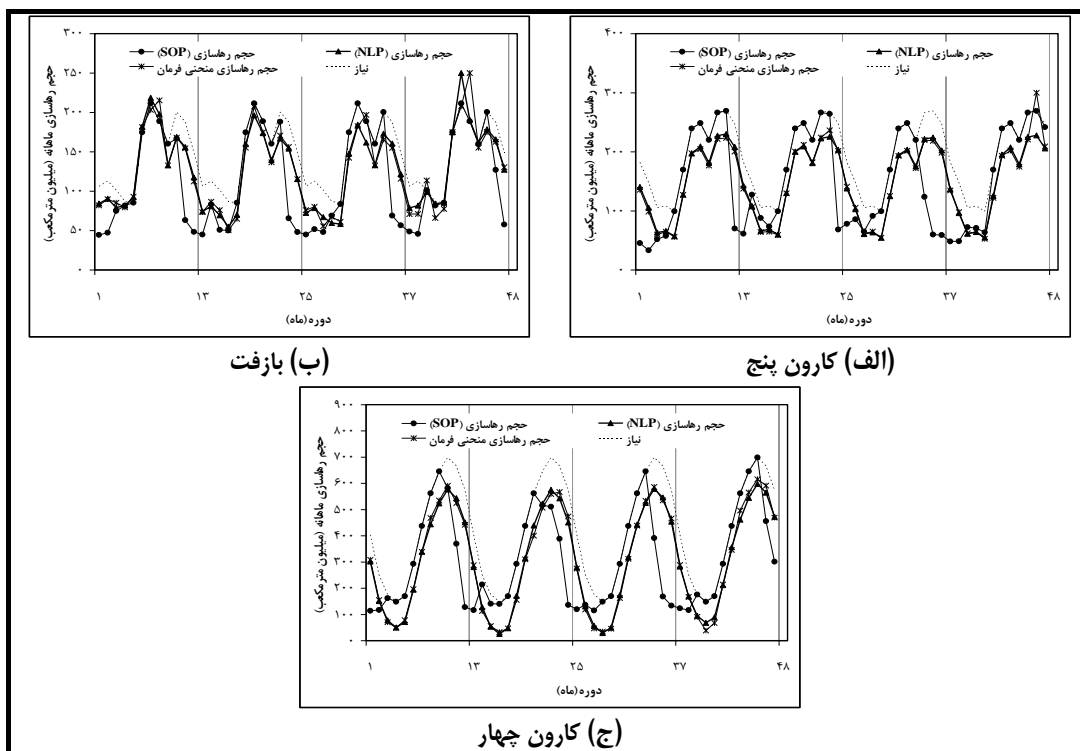 حجم رهاسازی ماهانه (میلیون مترمکعب)
۴۰۰
۳۰۰
۲۰۰
۱۰۰
۰
حجم رهاسازی (NLP) حجم رهاسازی (SOP)
نیاز حجم رهاسازی منحنی فرمان
۱ ۱۳ ۲۵ ۳۷ ۴۸
دوره(ماه)
(الف) کارون پنج
حجم رهاسازی ماهانه (میلیون مترمکعب)
۳۰۰
۲۵۰
۲۰۰
۱۵۰
۱۰۰
۵۰
۰
حجم رهاسازی (NLP) حجم رهاسازی (SOP)
نیاز حجم رهاسازی منحنی فرمان
۱ ۱۳ ۲۵ ۳۷ ۴۸
دوره(ماه)
(ب) بازفت
حجم رهاسازی ماهانه (میلیون مترمکعب)
۹۰۰
۸۰۰
۷۰۰
۶۰۰
۵۰۰
۴۰۰
۳۰۰
۲۰۰
۱۰۰
۰
حجم رهاسازی (NLP) حجم رهاسازی (SOP)
نیاز حجم رهاسازی منحنی فرمان
۱ ۱۳ ۲۵ ۳۷ ۴۸
دوره(ماه)
(ج) کارون چهار